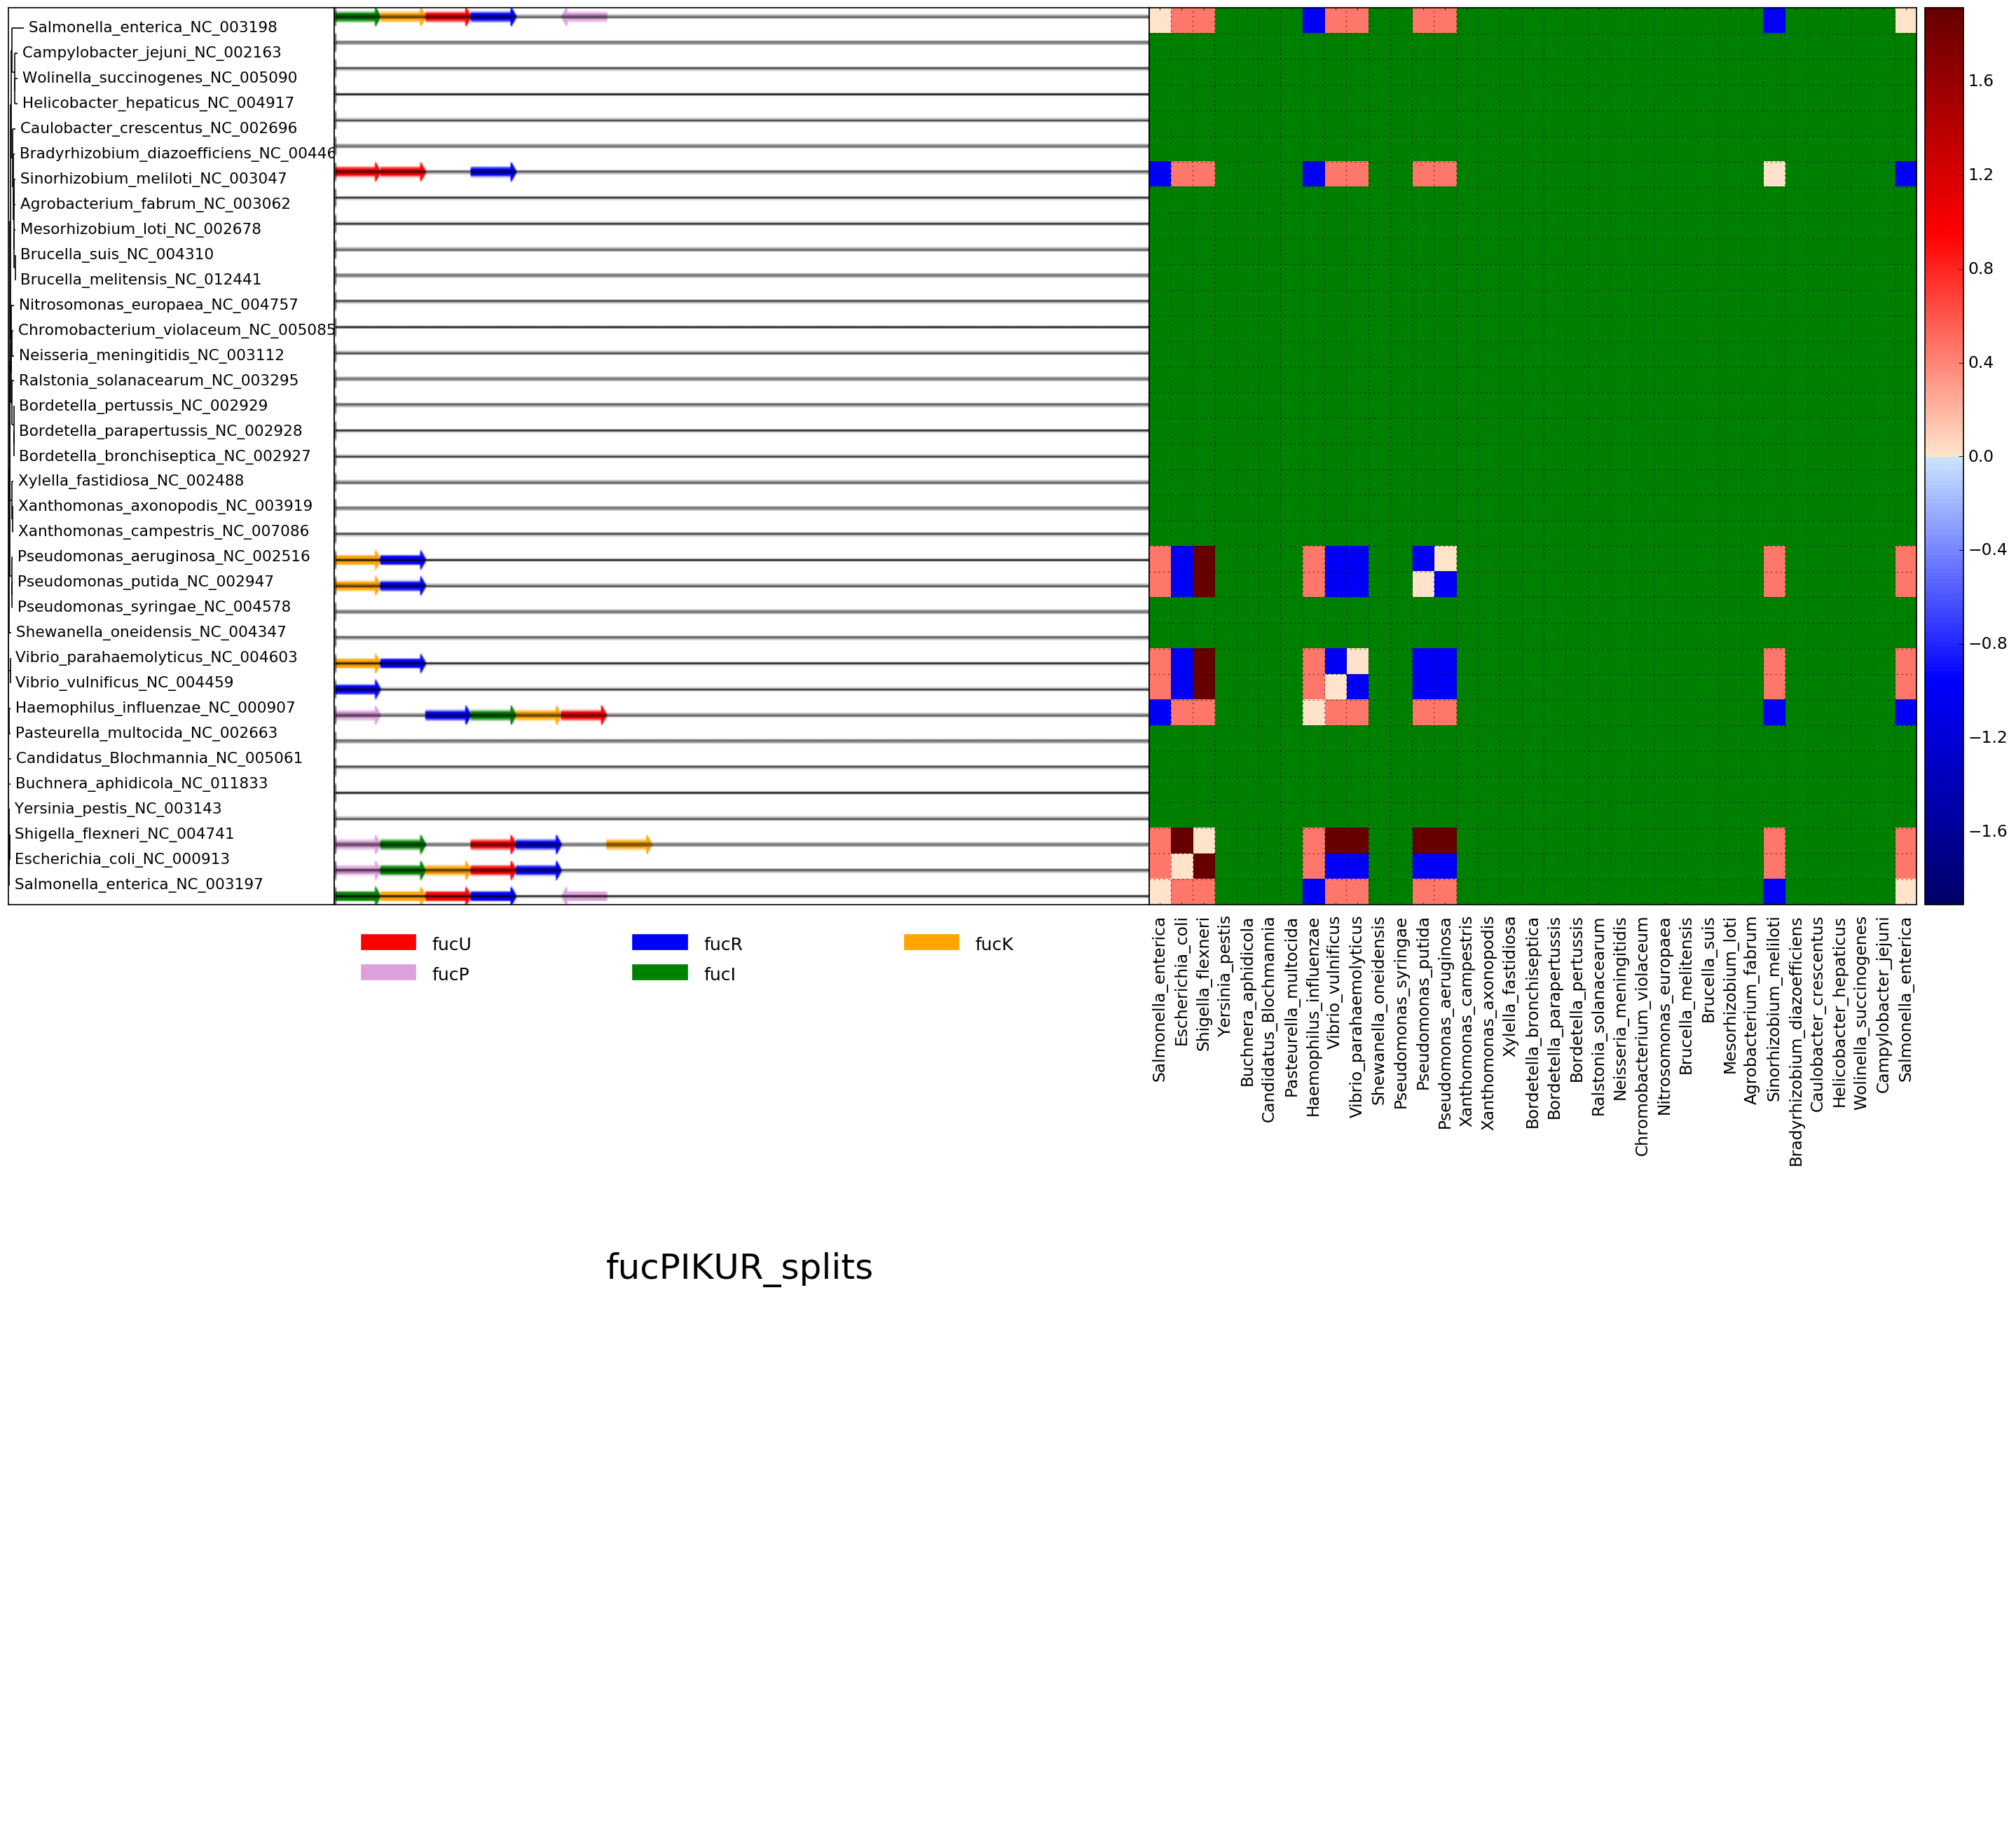 Salmonella_enterica_NC_003198
Campylobacter_jejuni_NC_002163
Wolinella_succinogenes_NC_005090
Helicobacter_hepaticus_NC_004917
Caulobacter_crescentus_NC_002696
Bradyrhizobium_diazoefficiens_NC_00446
Sinorhizobium_meliloti_NC_003047
Agrobacterium_fabrum_NC_003062
Mesorhizobium_loti_NC_002678
Brucella_suis_NC_004310
Brucella_melitensis_NC_012441
Nitrosomonas_europaea_NC_004757
Chromobacterium_violaceum_NC_005085
Neisseria_meningitidis_NC_003112
Ralstonia_solanacearum_NC_003295
Bordetella_pertussis_NC_002929
Bordetella_parapertussis_NC_002928
Bordetella_bronchiseptica_NC_002927
Xylella_fastidiosa_NC_002488
Xanthomonas_axonopodis_NC_003919
Xanthomonas_campestris_NC_007086
Pseudomonas_aeruginosa_NC_002516
Pseudomonas_putida_NC_002947
Pseudomonas_syringae_NC_004578
Shewanella_oneidensis_NC_004347
Vibrio_parahaemolyticus_NC_004603
Vibrio_vulnificus_NC_004459
Haemophilus_influenzae_NC_000907
Pasteurella_multocida_NC_002663
Candidatus_Blochmannia_NC_005061
Buchnera_aphidicola_NC_011833
Yersinia_pestis_NC_003143
Shigella_flexneri_NC_004741
Escherichia_coli_NC_000913
Salmonella_enterica_NC_003197
1.6
1.2
0.8
0.4
0.0
−0.4
−0.8
−1.2
−1.6
fucU
fucR
fucK
fucP
fucI
Salmonella_enterica
Escherichia_coli
Shigella_flexneri
Yersinia_pestis
Buchnera_aphidicola
Candidatus_Blochmannia
Pasteurella_multocida
Haemophilus_influenzae
Vibrio_vulnificus
Vibrio_parahaemolyticus
Shewanella_oneidensis
Pseudomonas_syringae
Pseudomonas_putida
Pseudomonas_aeruginosa
Xanthomonas_campestris
Xanthomonas_axonopodis
Xylella_fastidiosa
Bordetella_bronchiseptica
Bordetella_parapertussis
Bordetella_pertussis
Ralstonia_solanacearum
Neisseria_meningitidis
Chromobacterium_violaceum
Nitrosomonas_europaea
Brucella_melitensis
Brucella_suis
Mesorhizobium_loti
Agrobacterium_fabrum
Sinorhizobium_meliloti
Bradyrhizobium_diazoefficiens
Caulobacter_crescentus
Helicobacter_hepaticus
Wolinella_succinogenes
Campylobacter_jejuni
Salmonella_enterica
fucPIKUR_splits